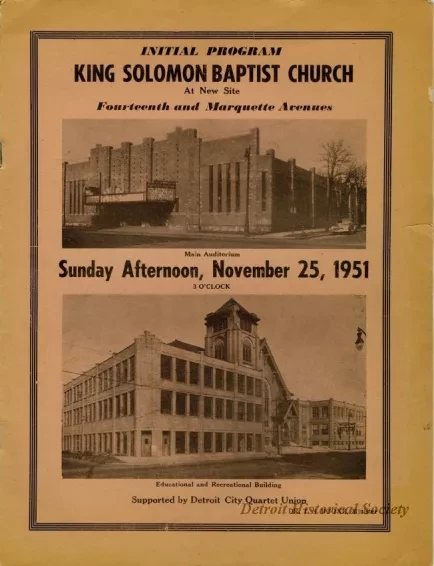 INITIAL PROGRAM
KING SOLOMON BAPTIST CHURCH
At New Site
Fourteenth and Marquette Avenues
Main Auditorium
Sunday Afternoon, November 25, 1951
3 O'CLOCK
Educational and Recreational Building
Supported by Detroit City Quartet Union
Detroit Historical Society